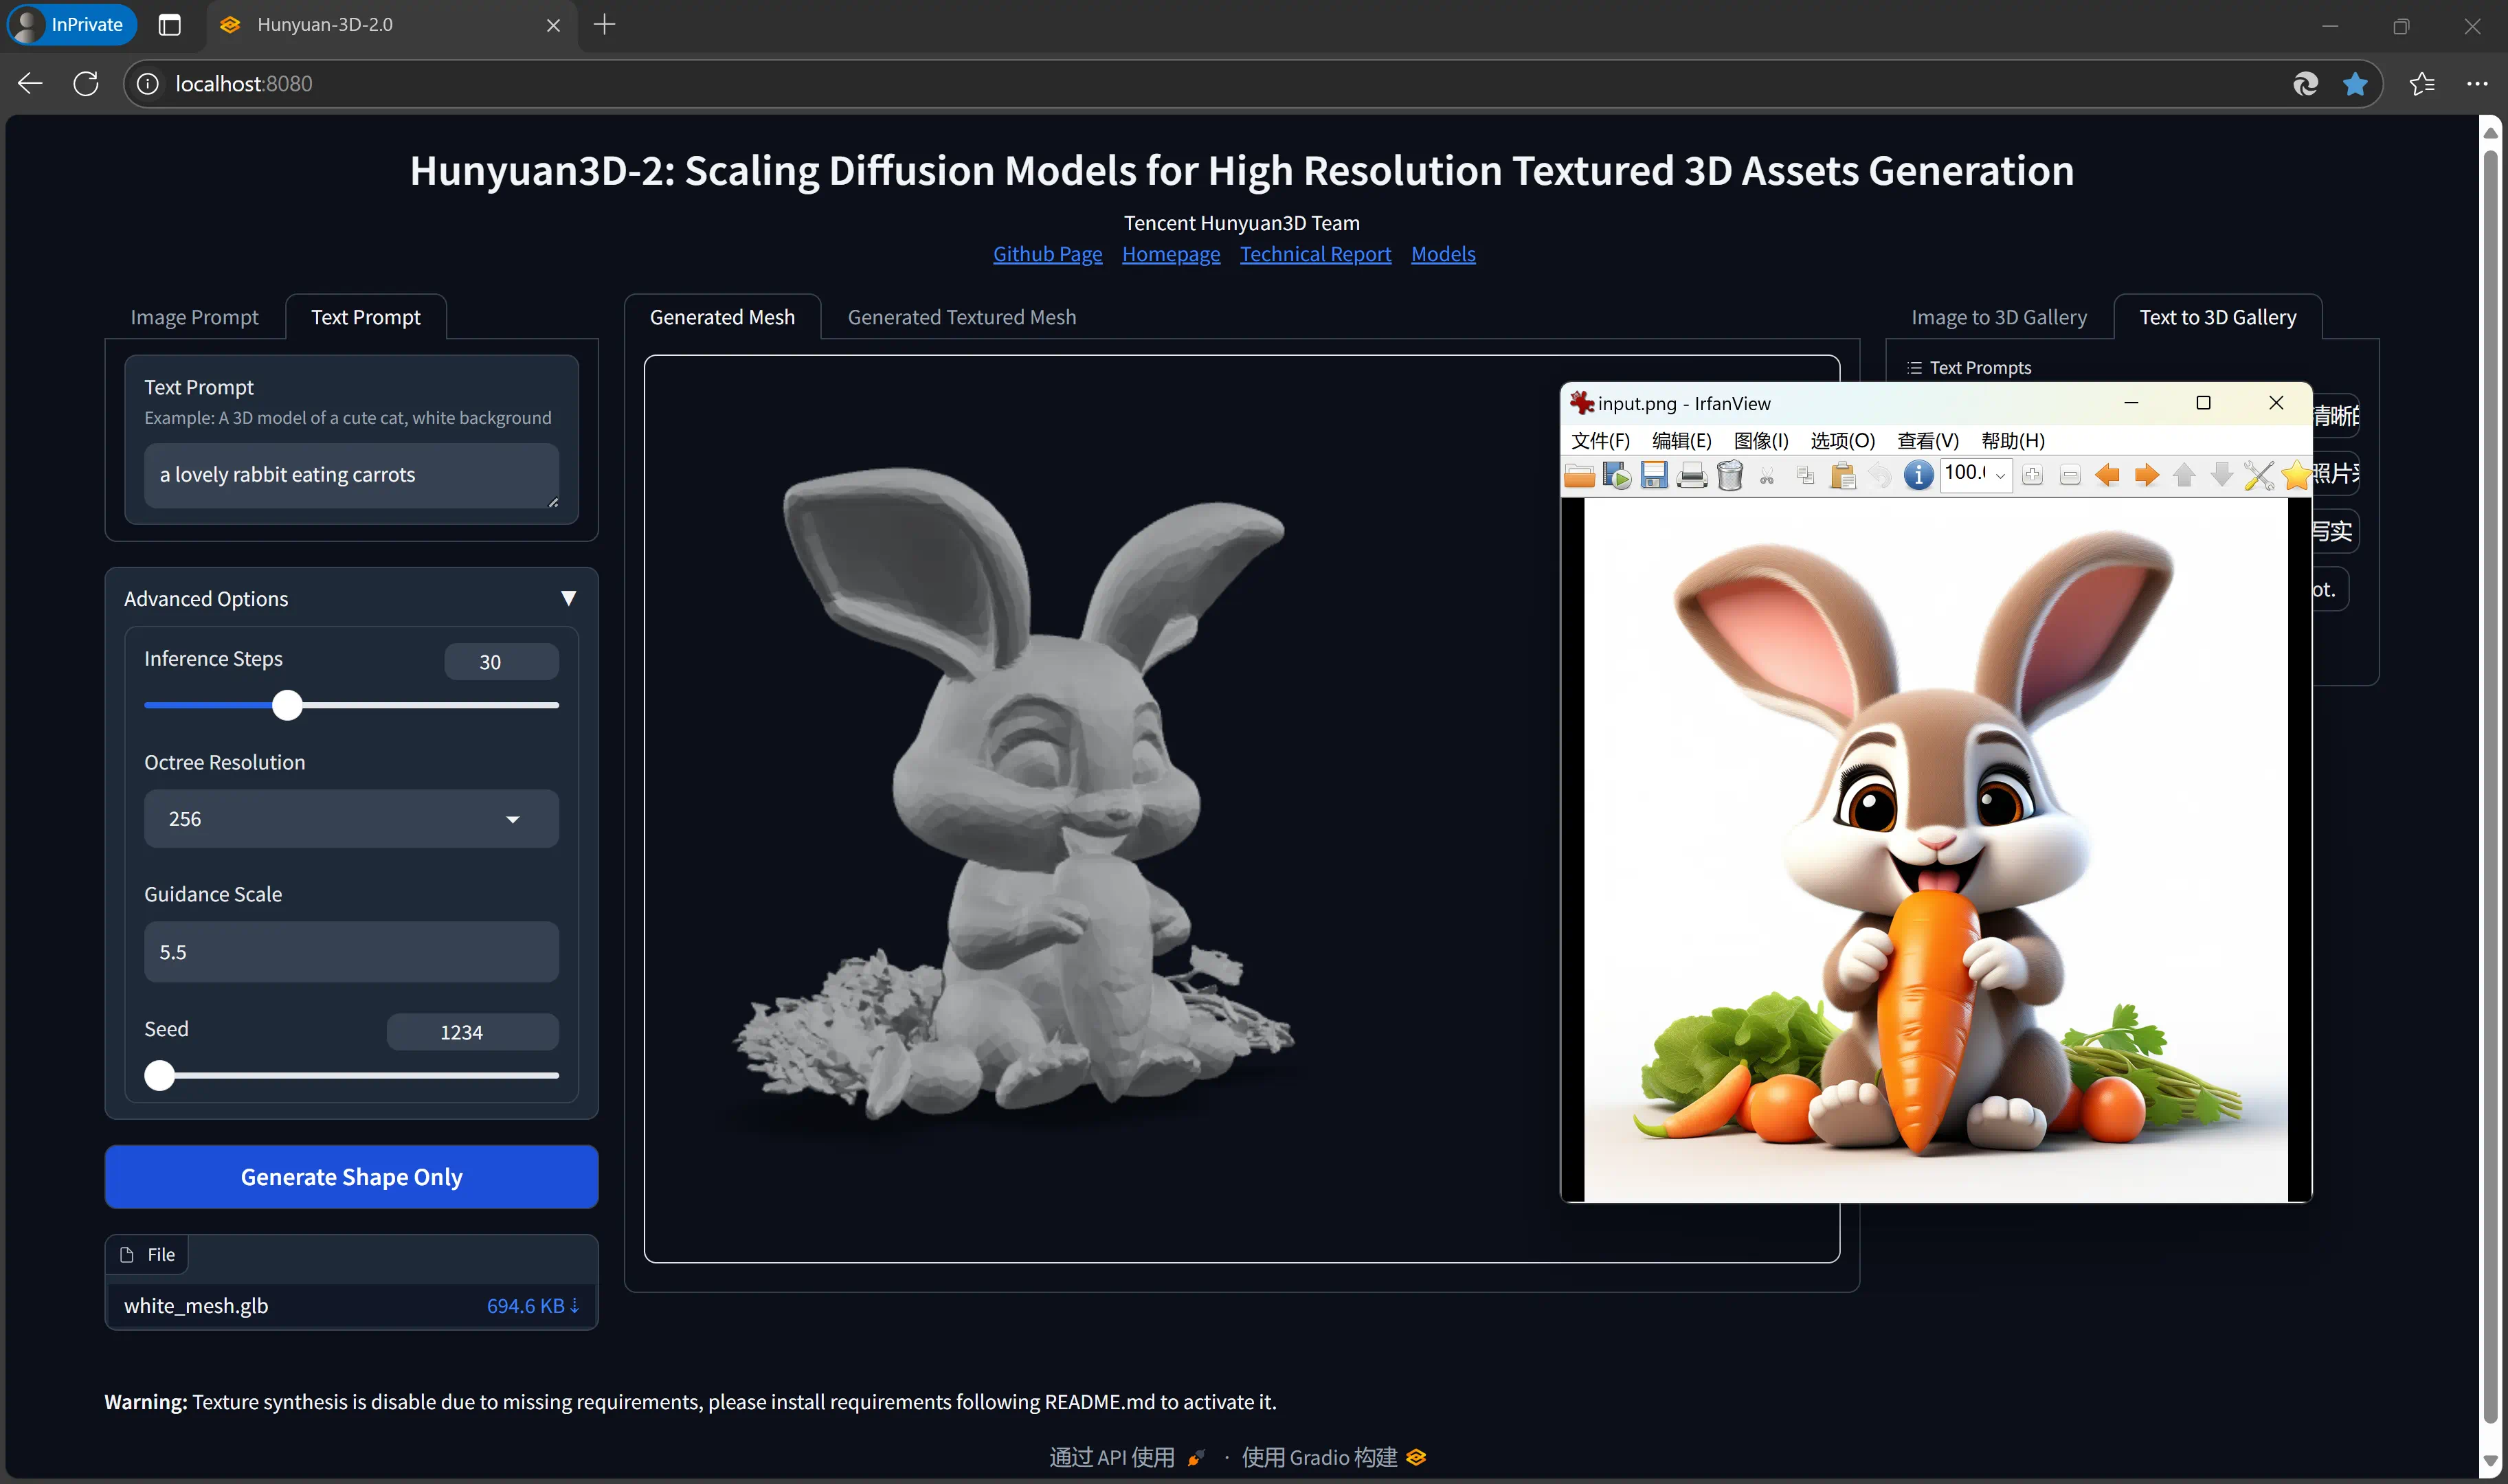 InPrivate
Hunyuan-3D-2.0
localhost:8080
Hunyuan3D-2: Scaling Diffusion Models for High Resolution Textured 3D Assets Generation
Tencent Hunyuan3D Team
Github Page Homepage Technical Report Models
Image Prompt Text Prompt
Text Prompt
Example: A 3D model of a cute cat, white background
a lovely rabbit eating carrots
Advanced Options
Inference Steps 30
Octree Resolution
256
Guidance Scale
5.5
Seed 1234
Generate Shape Only
File
white_mesh.glb 694.6 KB ⇣
Generated Mesh Generated Textured Mesh
Image to 3D Gallery Text to 3D Gallery
Text Prompts
input.png - IrfanView
文件(F) 编辑(E) 图像(I) 选项(O) 查看(V) 帮助(H)
100.
清晰
照片
写实
ot.
Warning: Texture synthesis is disable due to missing requirements, please install requirements following README.md to activate it.
通过 API 使用 · 使用 Gradio 构建